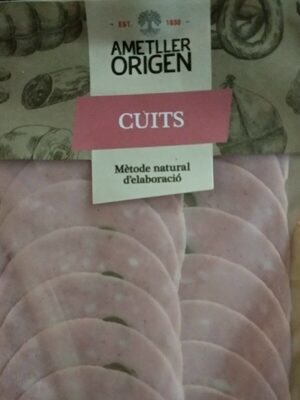 EST. 1830
AMETLLER
ORIGEN
CUITS
Mètode natural
d'elaboració